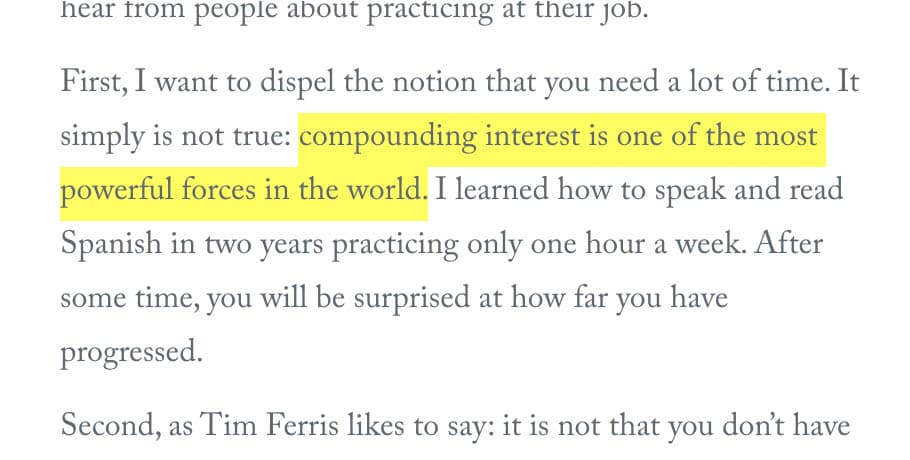 hear from people about practicing at their job.
First, I want to dispel the notion that you need a lot of time. It
simply is not true: compounding interest is one of the most
powerful forces in the world. I learned how to speak and read
Spanish in two years practicing only one hour a week. After
some time, you will be surprised at how far you have
progressed.
Second, as Tim Ferris likes to say: it is not that you don’t have